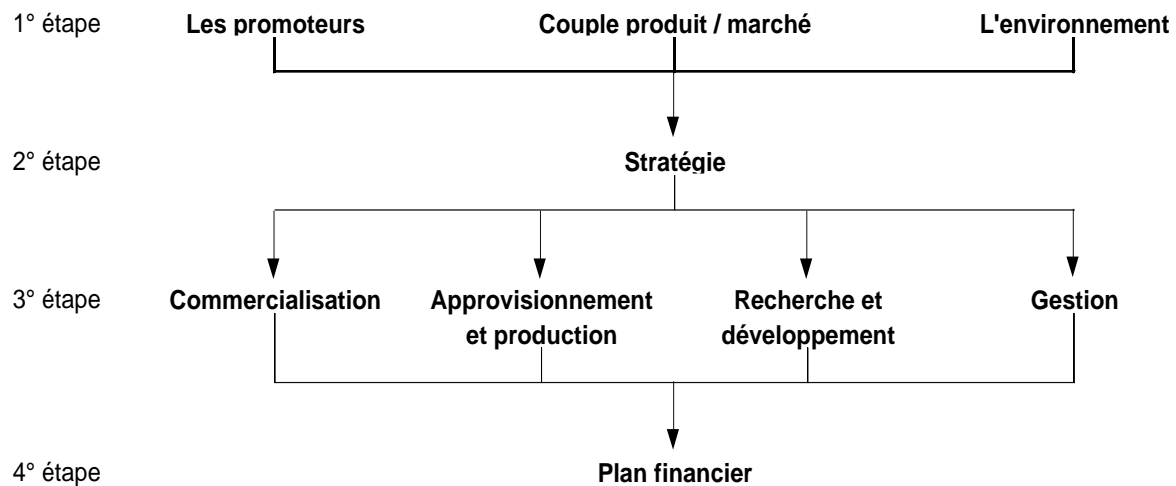 1° étape Les promoteurs Couple produit / marché L'environnement
2° étape Stratégie
3° étape Commercialisation Approvisionnement Recherche et Gestion
et production développement
4° étape Plan financier